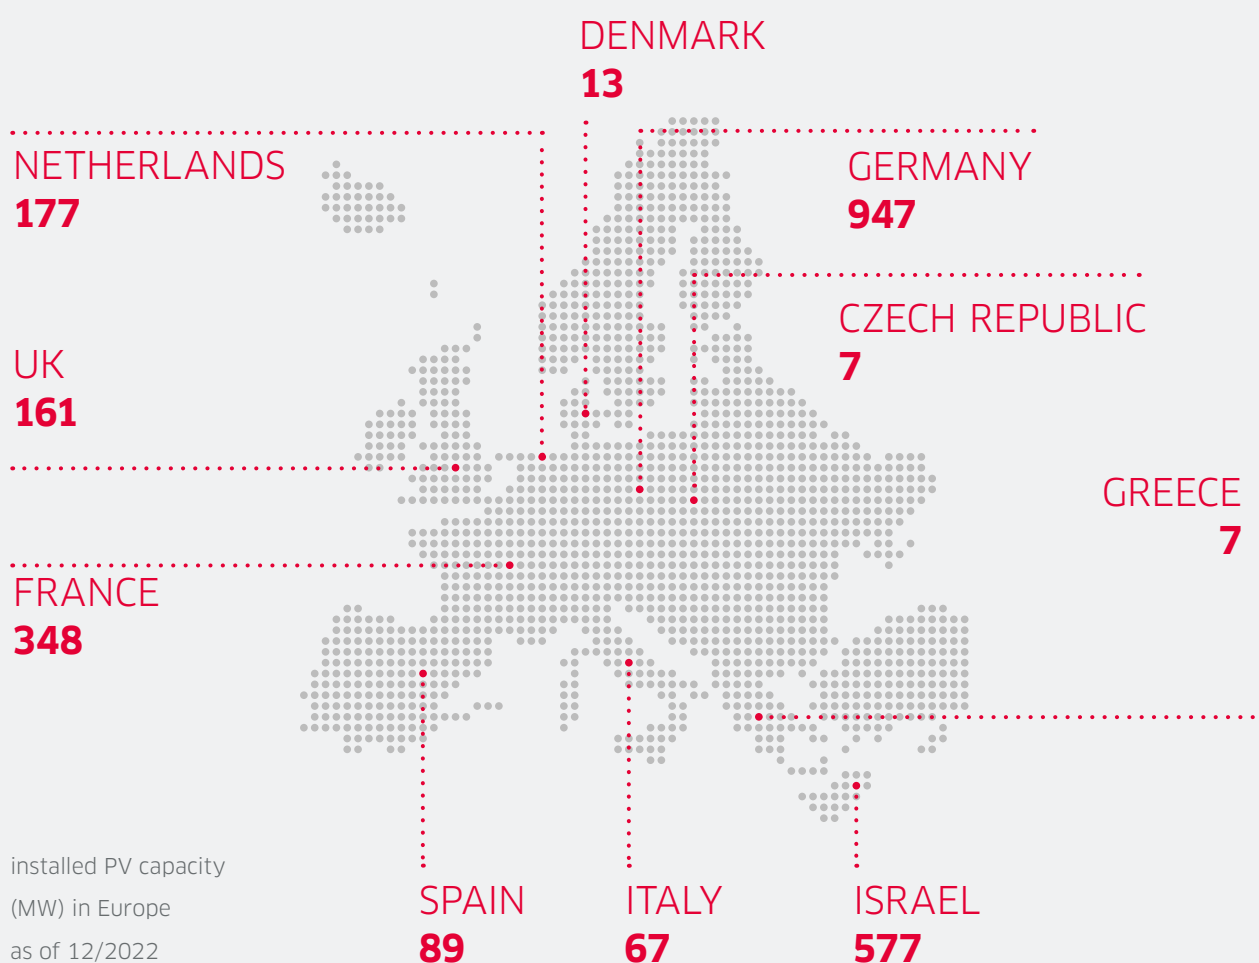 DENMARK
13
NETHERLANDS
177
GERMANY
947
CZECH REPUBLIC
7
UK
161
GREECE
7
FRANCE
348
installed PV capacity
(MW) in Europe
as of 12/2022
SPAIN
89
ITALY
67
ISRAEL
577